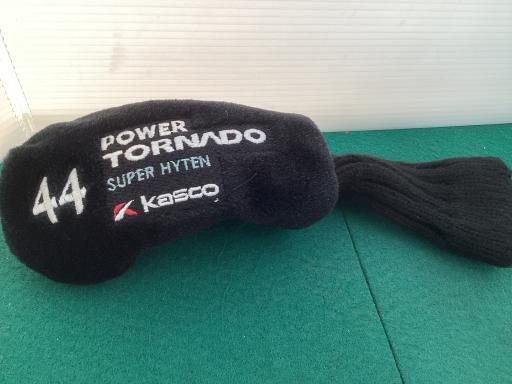 44
POWER
TORNADO
SUPER HYTEN
Kasco